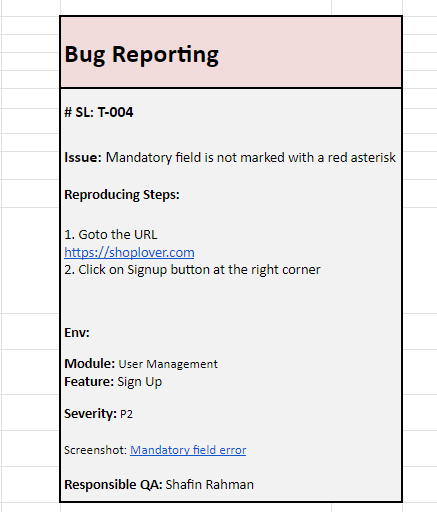 Bug Reporting
# SL: T-004
Issue: Mandatory field is not marked with a red asterisk
Reproducing Steps:
1. Goto the URL
https://shoplover.com
2. Click on Signup button at the right corner
Env:
Module: User Management
Feature: Sign Up
Severity: P2
Screenshot: Mandatory field error
Responsible QA: Shafin Rahman